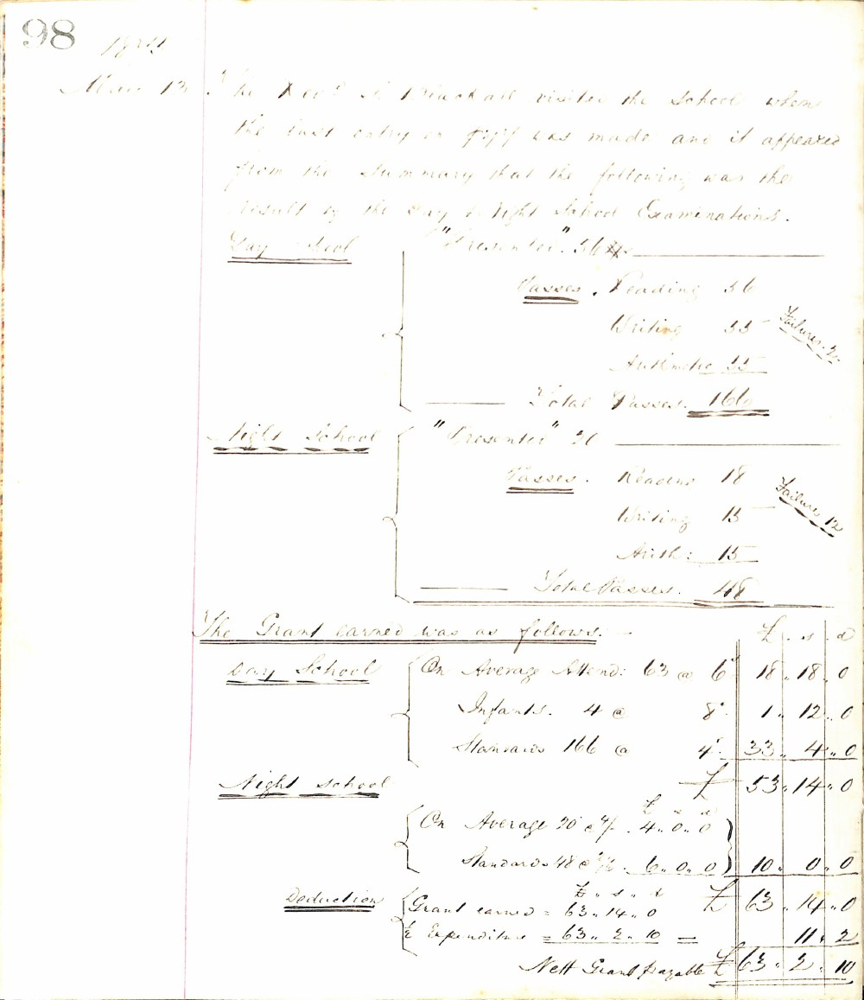 98
Mar 13 The Revd visited the School when
the last entry on p 97 was made and it appeared
from the Summary that the following was the
result of the Day & Night School Examinations.
Day School "Presented" 56
Passes. Reading 56
Writing 55 Failures. 2
Arithmetic 55
Total Passes. 166
Night School "Presented" 20
Passes. Reading 18
Writing 15 Failures 12
Arith: 15
Total Passes. 48
The Grant earned was as follows. — £ . s . d
Day School On Average Attend: 63 @ 6/ 18 " 18 " 0
Infants. 4 @ 8/ 1 " 12 " 0
Standards 166 @ 4/ 33 " 4 " 0
Night School £ 53 " 14 " 0
£ s d
On Average 20 @ 4/. 4 " 0 " 0
Standards 48 @ 2/6. 6 " 0 " 0 10 " 0 " 0
£ " s " d
Deduction Grant earned = 63 " 14 " 0 £ 63 " 14 " 0
½ Expenditure = 63 " 2 " 10 = 11 " 2
Nett Grant payable £ 63 " 2 " 10